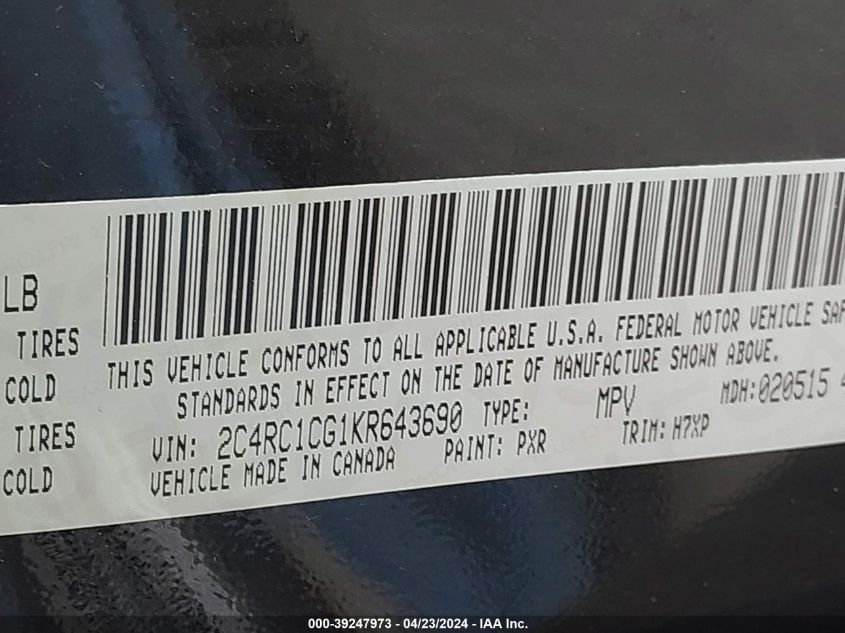 LB
TIRES
COLD
TIRES
COLD
THIS VEHICLE CONFORMS TO ALL APPLICABLE U.S.A. FEDERAL MOTOR VEHICLE SAF
STANDARDS IN EFFECT ON THE DATE OF MANUFACTURE SHOWN ABOVE.
VIN: 2C4RC1CG1KR643690 TYPE: MPV MDH:020515 4
VEHICLE MADE IN CANADA PAINT: PXR TRIM: H7XP
000-39247973 - 04/23/2024 - IAA Inc.